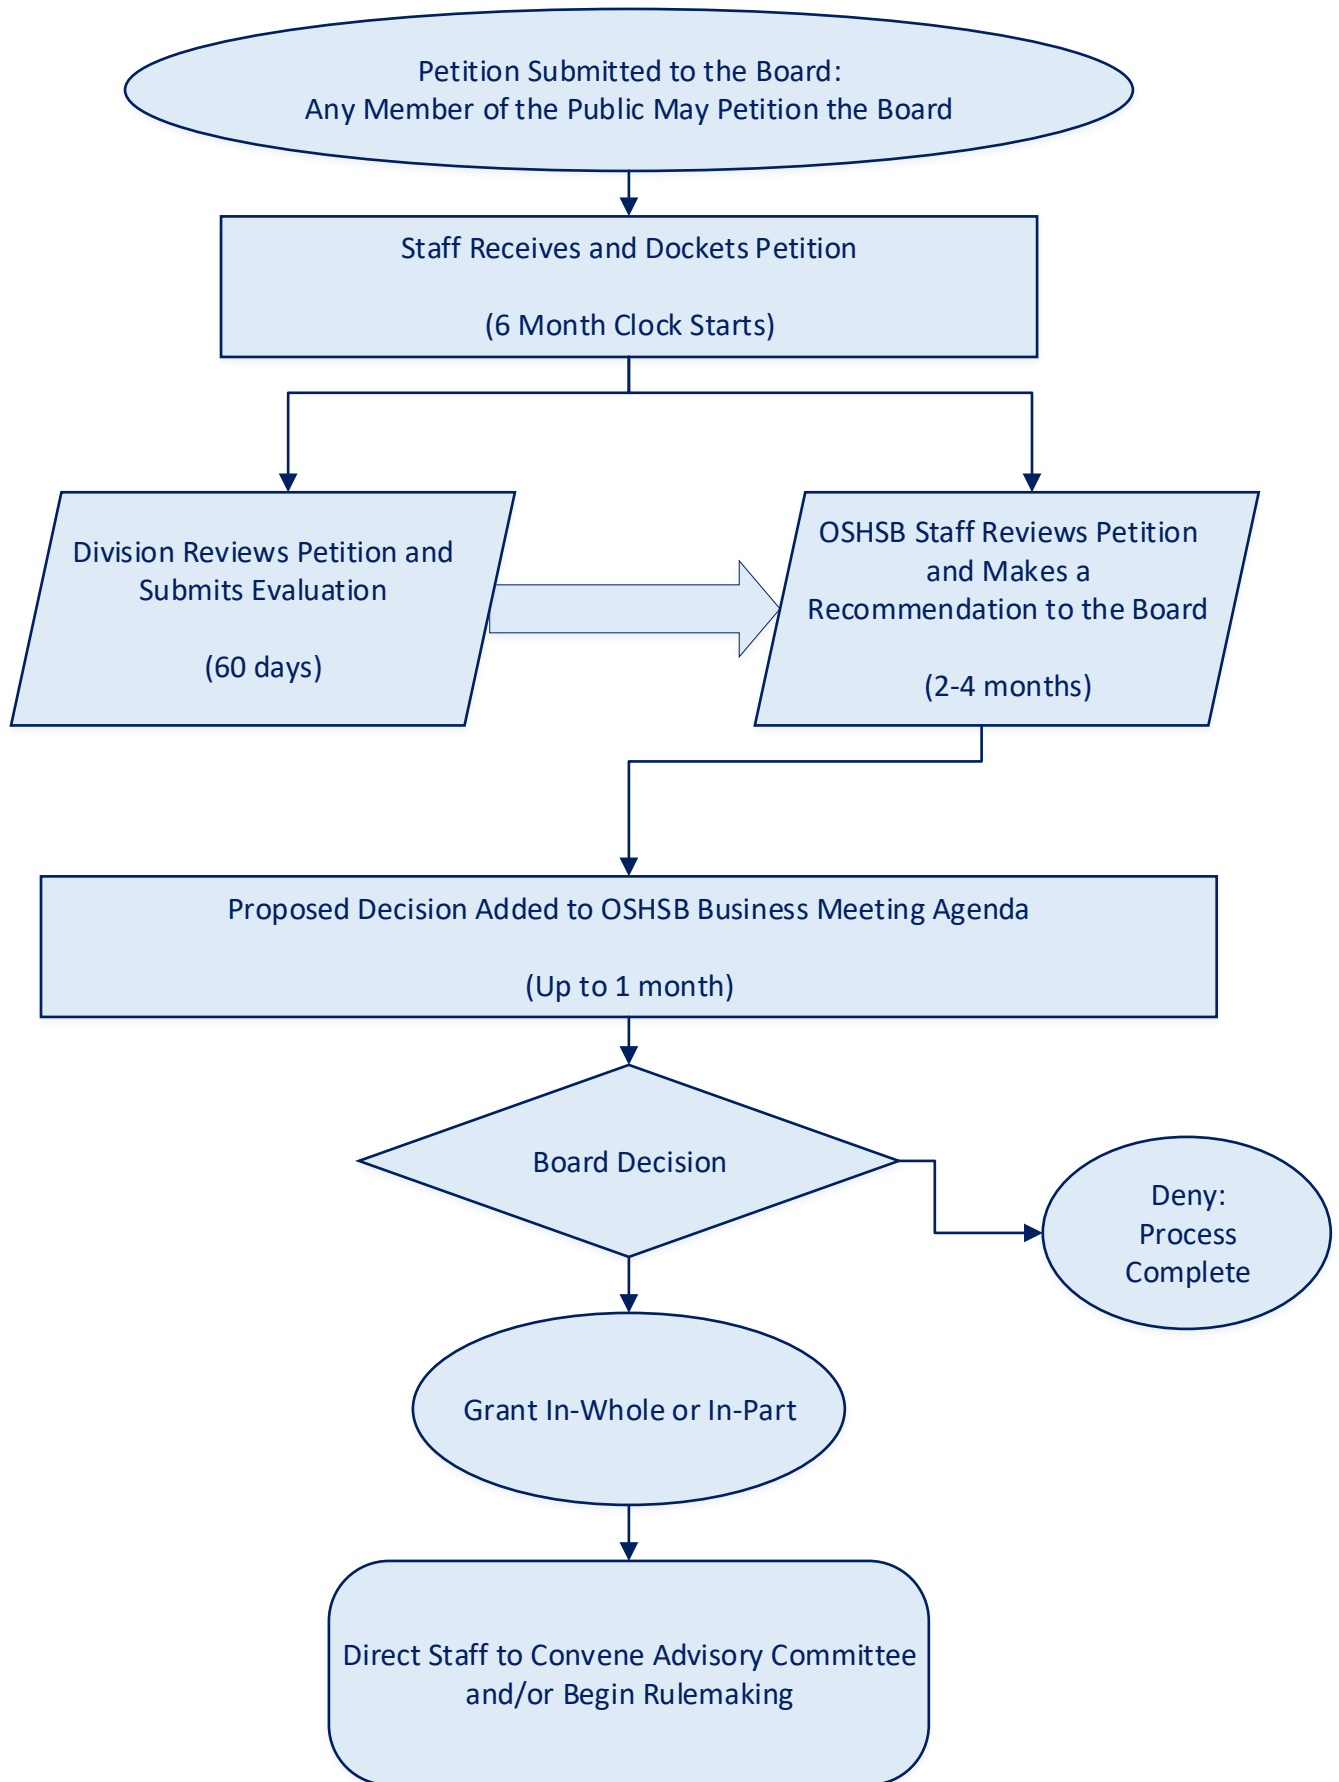 Petition Submitted to the Board:
Any Member of the Public May Petition the Board
Staff Receives and Dockets Petition
(6 Month Clock Starts)
Division Reviews Petition and
Submits Evaluation
(60 days)
OSHSB Staff Reviews Petition
and Makes a
Recommendation to the Board
(2-4 months)
Proposed Decision Added to OSHSB Business Meeting Agenda
(Up to 1 month)
Board Decision
Deny:
Process
Complete
Grant In-Whole or In-Part
Direct Staff to Convene Advisory Committee
and/or Begin Rulemaking